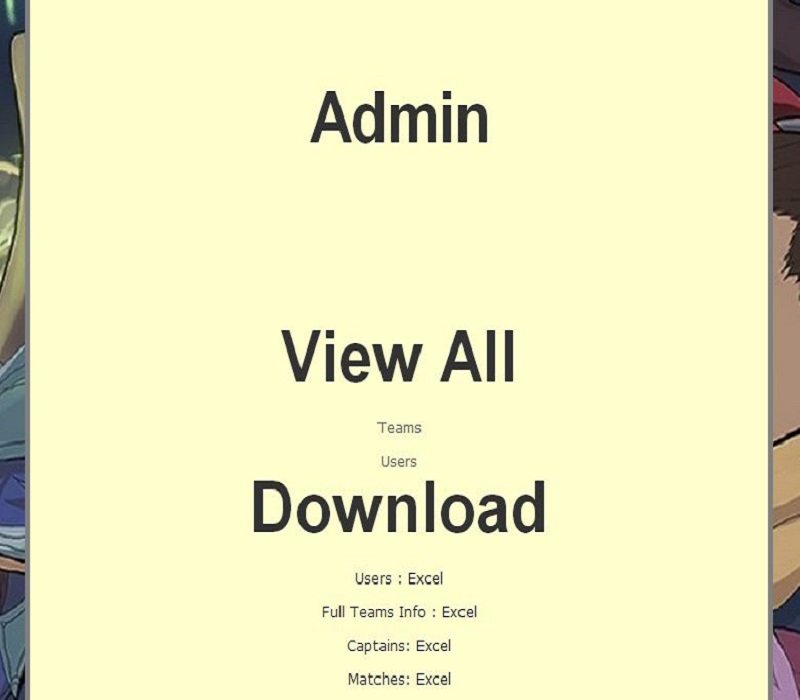 Admin
View All
Teams
Users
Download
Users : Excel
Full Teams Info : Excel
Captains: Excel
Matches: Excel